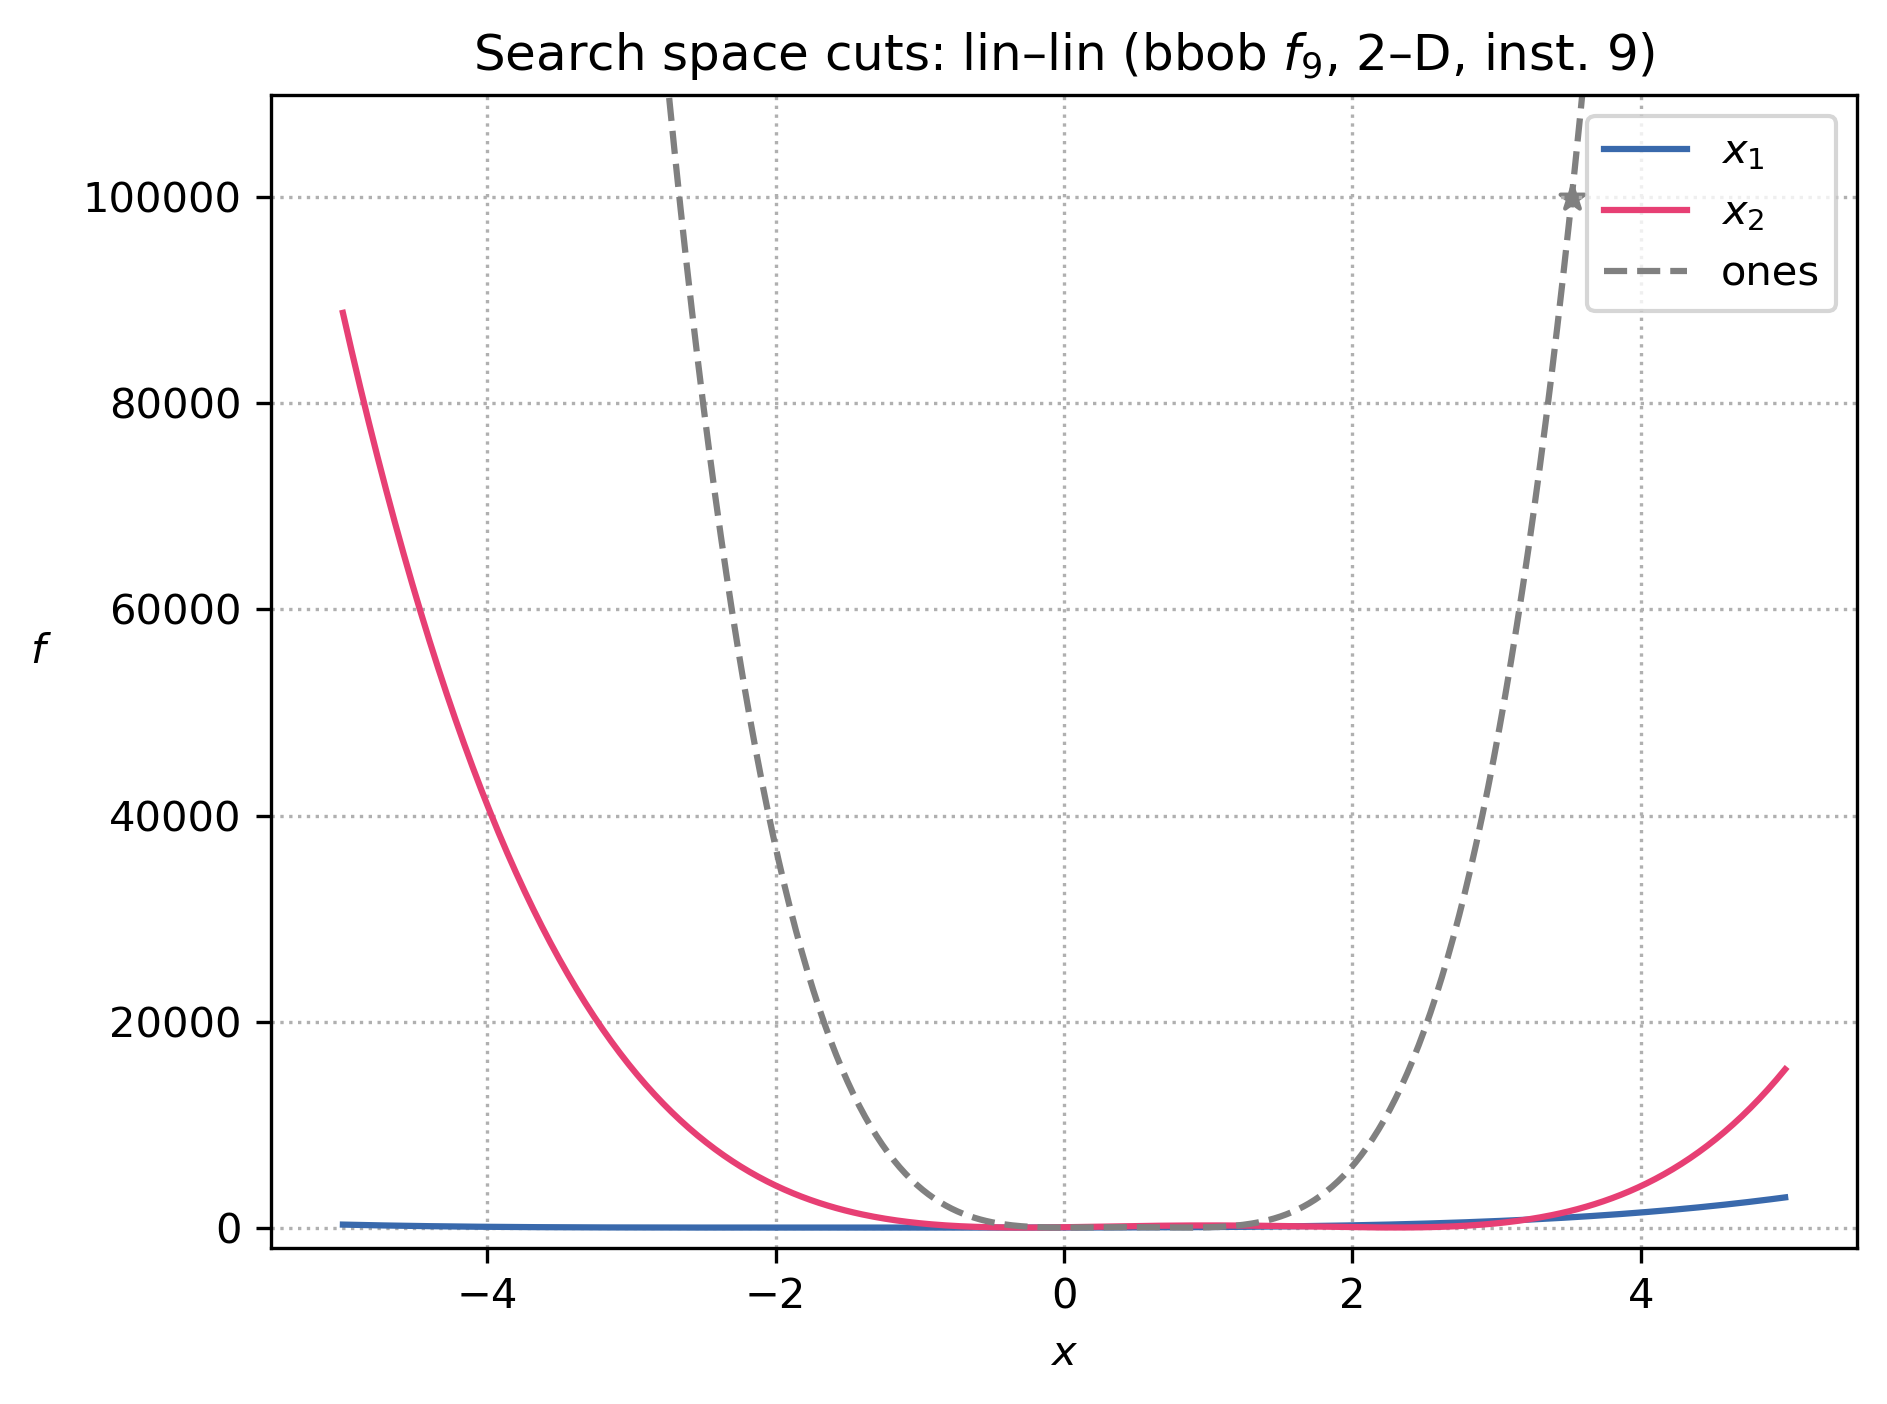 Search space cuts: lin–lin (bbob f₉, 2–D, inst. 9)
x₁
x₂
ones
100000
80000
60000
40000
20000
0
f
−4 −2 0 2 4
x